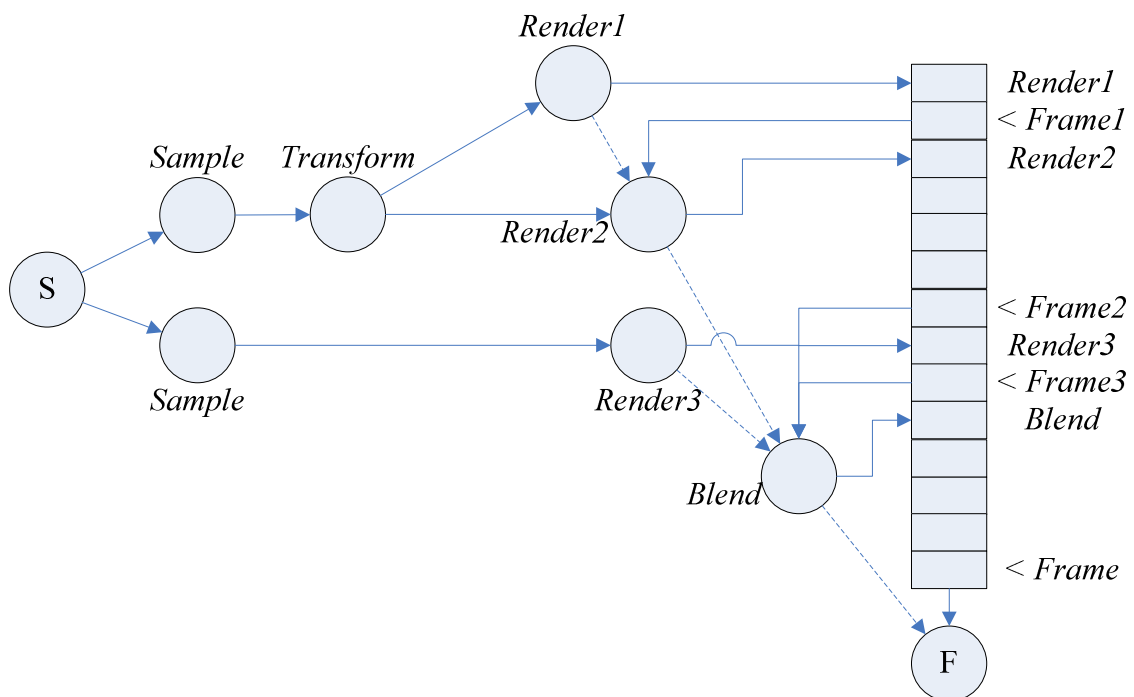 Render1
Render1
< Frame1
Sample
Transform
Render2
Render2
S
< Frame2
Render3
Sample
Render3
< Frame3
Blend
Blend
< Frame
F